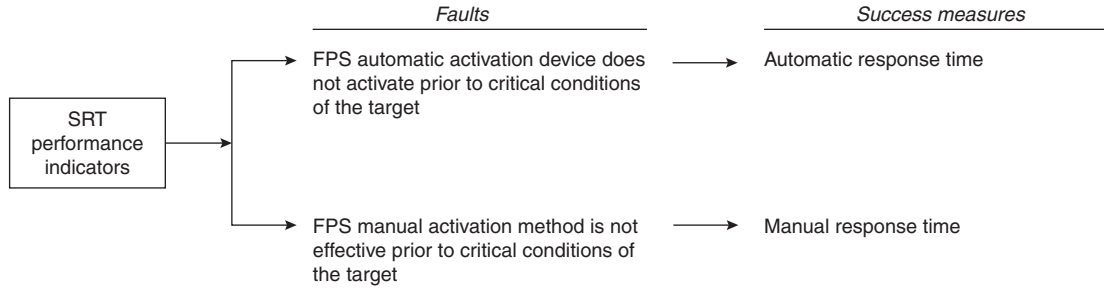 Faults
Success measures
FPS automatic activation device does
not activate prior to critical conditions
of the target
Automatic response time
SRT
performance
indicators
FPS manual activation method is not
effective prior to critical conditions of
the target
Manual response time